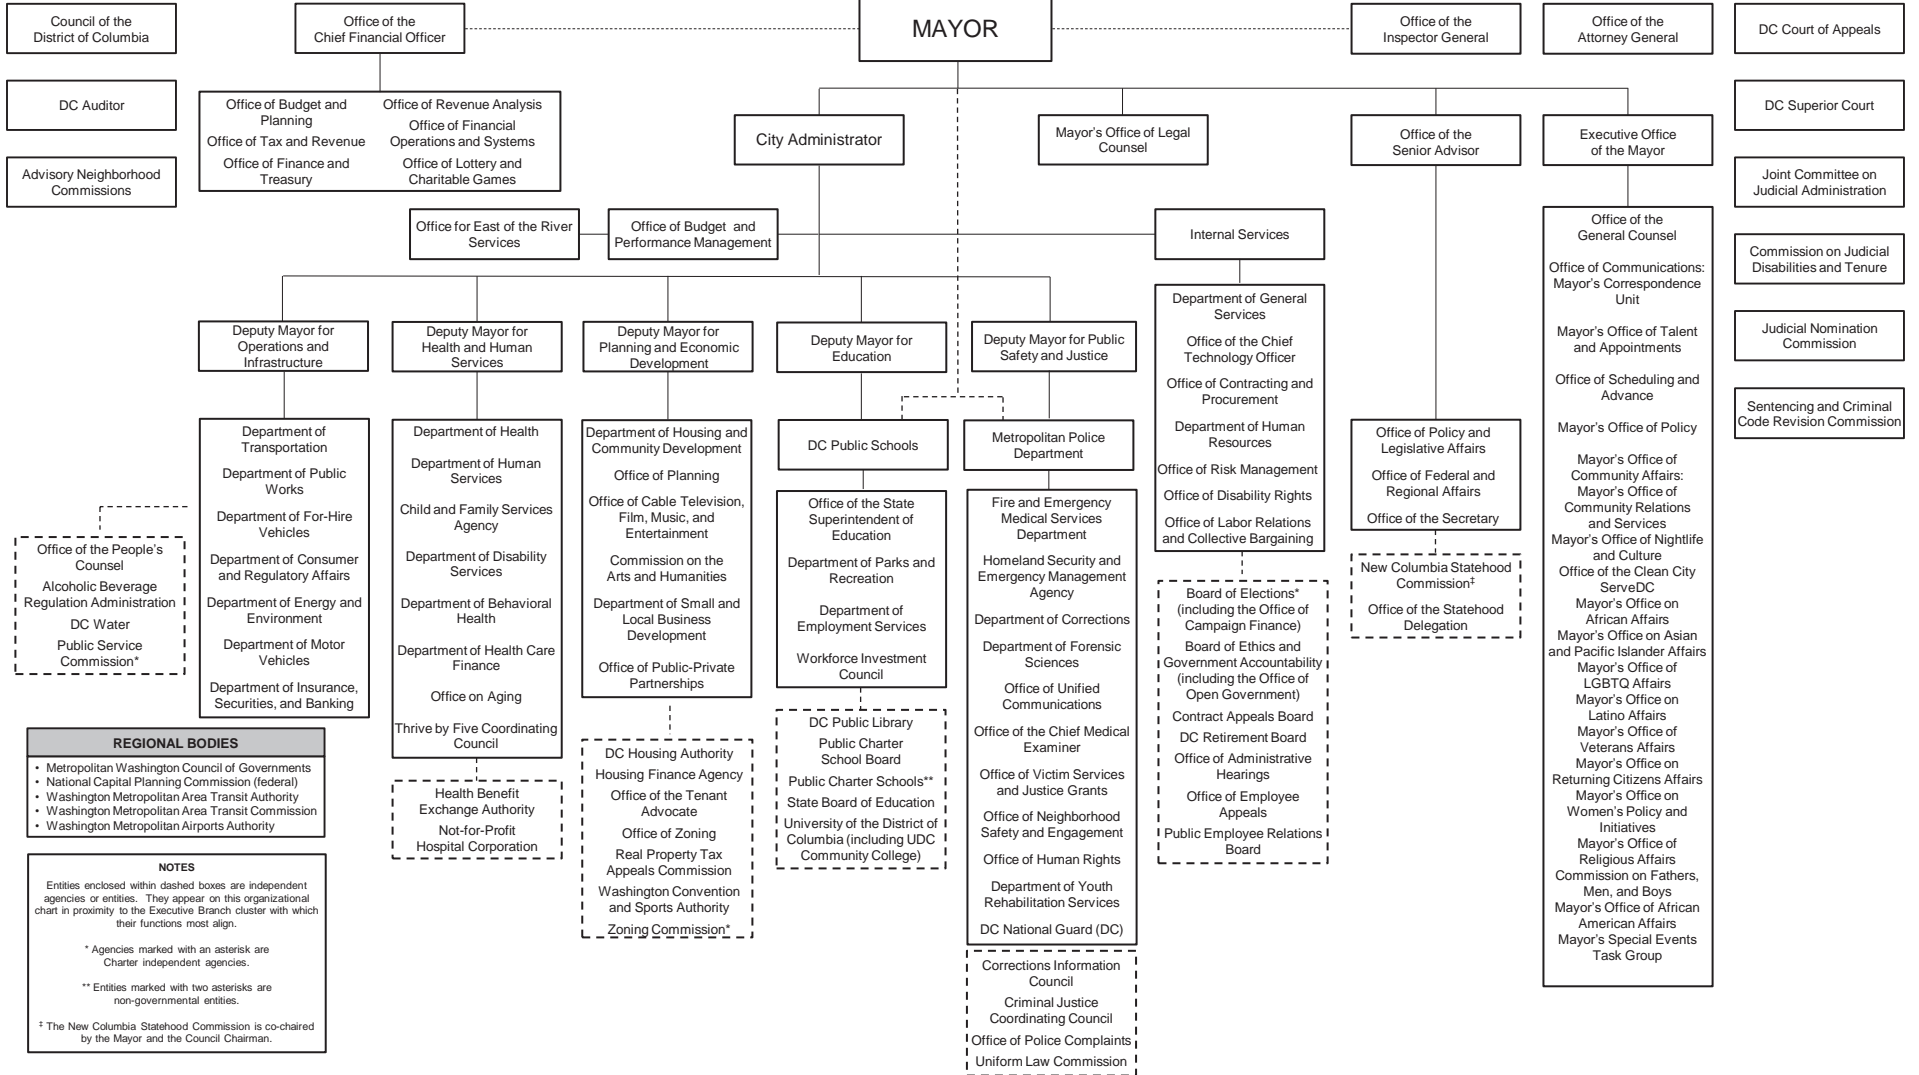 Council of the
District of Columbia
DC Auditor
Advisory Neighborhood
Commissions
Office of the
Chief Financial Officer
Office of Budget and
Planning
Office of Tax and Revenue
Office of Finance and
Treasury
Office of Revenue Analysis
Office of Financial
Operations and Systems
Office of Lottery and
Charitable Games
MAYOR
Office of the
Inspector General
Office of the
Attorney General
DC Court of Appeals
DC Superior Court
Joint Committee on
Judicial Administration
Commission on Judicial
Disabilities and Tenure
Judicial Nomination
Commission
Sentencing and Criminal
Code Revision Commission
City Administrator
Mayor's Office of Legal
Counsel
Office of the
Senior Advisor
Executive Office
of the Mayor
Office for East of the River
Services
Office of Budget and
Performance Management
Internal Services
Deputy Mayor for
Operations and
Infrastructure
Department of
Transportation
Department of Public
Works
Department of For-Hire
Vehicles
Department of Consumer
and Regulatory Affairs
Department of Energy and
Environment
Department of Motor
Vehicles
Department of Insurance,
Securities, and Banking
Office of the People's
Counsel
Alcoholic Beverage
Regulation Administration
DC Water
Public Service
Commission*
Deputy Mayor for
Health and Human
Services
Department of Health
Department of Human
Services
Child and Family Services
Agency
Department of Disability
Services
Department of Behavioral
Health
Department of Health Care
Finance
Office on Aging
Thrive by Five Coordinating
Council
Health Benefit
Exchange Authority
Not-for-Profit
Hospital Corporation
Deputy Mayor for
Planning and Economic
Development
Department of Housing and
Community Development
Office of Planning
Office of Cable Television,
Film, Music, and
Entertainment
Commission on the
Arts and Humanities
Department of Small and
Local Business
Development
Office of Public-Private
Partnerships
DC Housing Authority
Housing Finance Agency
Office of the Tenant
Advocate
Office of Zoning
Real Property Tax
Appeals Commission
Washington Convention
and Sports Authority
Zoning Commission*
Deputy Mayor for
Education
DC Public Schools
Office of the State
Superintendent of
Education
Department of Parks and
Recreation
Department of
Employment Services
Workforce Investment
Council
DC Public Library
Public Charter
School Board
Public Charter Schools**
State Board of Education
University of the District of
Columbia (including UDC
Community College)
Deputy Mayor for Public
Safety and Justice
Metropolitan Police
Department
Fire and Emergency
Medical Services
Department
Homeland Security and
Emergency Management
Agency
Department of Corrections
Department of Forensic
Sciences
Office of Unified
Communications
Office of the Chief Medical
Examiner
Office of Victim Services
and Justice Grants
Office of Neighborhood
Safety and Engagement
Office of Human Rights
Department of Youth
Rehabilitation Services
DC National Guard (DC)
Corrections Information
Council
Criminal Justice
Coordinating Council
Office of Police Complaints
Uniform Law Commission
Department of General
Services
Office of the Chief
Technology Officer
Office of Contracting and
Procurement
Department of Human
Resources
Office of Risk Management
Office of Disability Rights
Office of Labor Relations
and Collective Bargaining
Board of Elections*
(including the Office of
Campaign Finance)
Board of Ethics and
Government Accountability
(including the Office of
Open Government)
Contract Appeals Board
DC Retirement Board
Office of Administrative
Hearings
Office of Employee
Appeals
Public Employee Relations
Board
Office of Policy and
Legislative Affairs
Office of Federal and
Regional Affairs
Office of the Secretary
New Columbia Statehood
Commission‡
Office of the Statehood
Delegation
Office of the
General Counsel
Office of Communications:
Mayor's Correspondence
Unit
Mayor's Office of Talent
and Appointments
Office of Scheduling and
Advance
Mayor's Office of Policy
Mayor's Office of
Community Affairs:
Mayor's Office of
Community Relations
and Services
Mayor's Office of Nightlife
and Culture
Office of the Clean City
ServeDC
Mayor's Office on
African Affairs
Mayor's Office on Asian
and Pacific Islander Affairs
Mayor's Office of
LGBTQ Affairs
Mayor's Office on
Latino Affairs
Mayor's Office of
Veterans Affairs
Mayor's Office on
Returning Citizens Affairs
Mayor's Office on
Women's Policy and
Initiatives
Mayor's Office of
Religious Affairs
Commission on Fathers,
Men, and Boys
Mayor's Office of African
American Affairs
Mayor's Special Events
Task Group
REGIONAL BODIES
• Metropolitan Washington Council of Governments
• National Capital Planning Commission (federal)
• Washington Metropolitan Area Transit Authority
• Washington Metropolitan Area Transit Commission
• Washington Metropolitan Airports Authority
NOTES
Entities enclosed within dashed boxes are independent
agencies or entities. They appear on this organizational
chart in proximity to the Executive Branch cluster with which
their functions most align.
* Agencies marked with an asterisk are
Charter independent agencies.
** Entities marked with two asterisks are
non-governmental entities.
‡ The New Columbia Statehood Commission is co-chaired
by the Mayor and the Council Chairman.